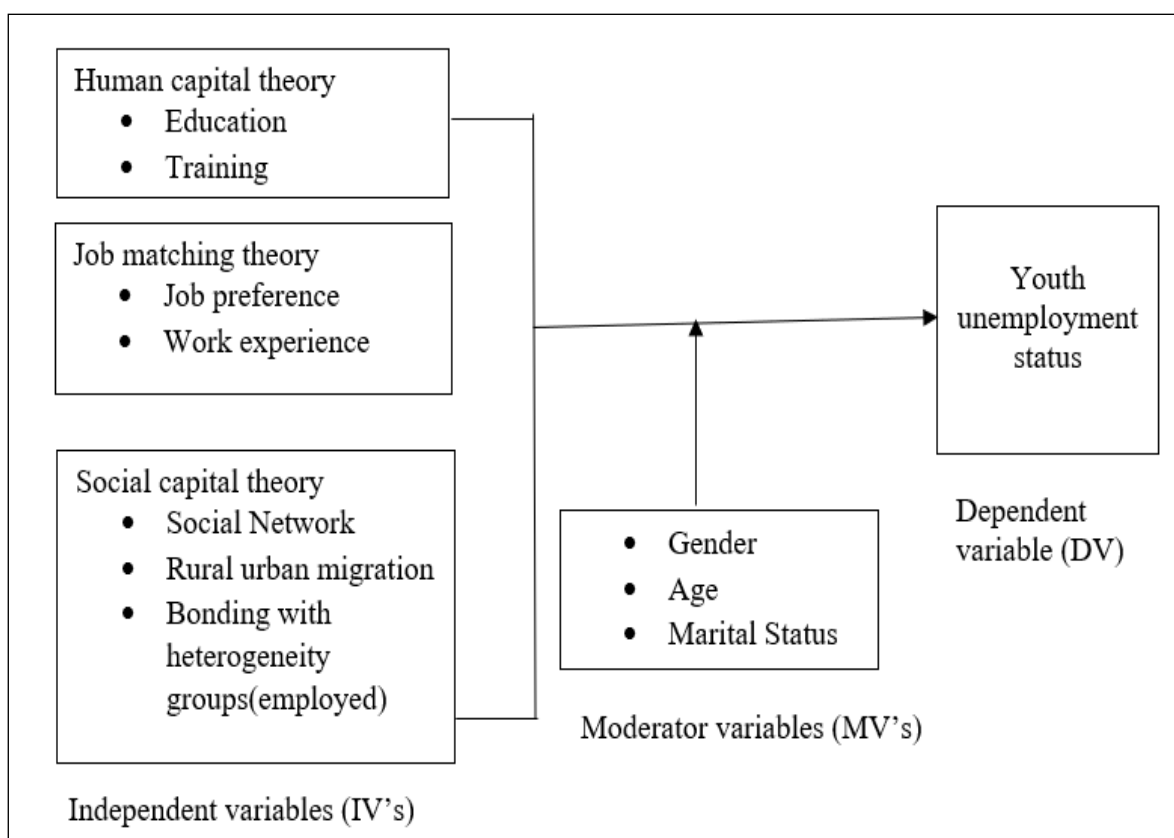 Human capital theory
• Education
• Training
Job matching theory
• Job preference
• Work experience
Social capital theory
• Social Network
• Rural urban migration
• Bonding with
heterogeneity
groups(employed)
Independent variables (IV’s)
• Gender
• Age
• Marital Status
Moderator variables (MV’s)
Youth
unemployment
status
Dependent
variable (DV)